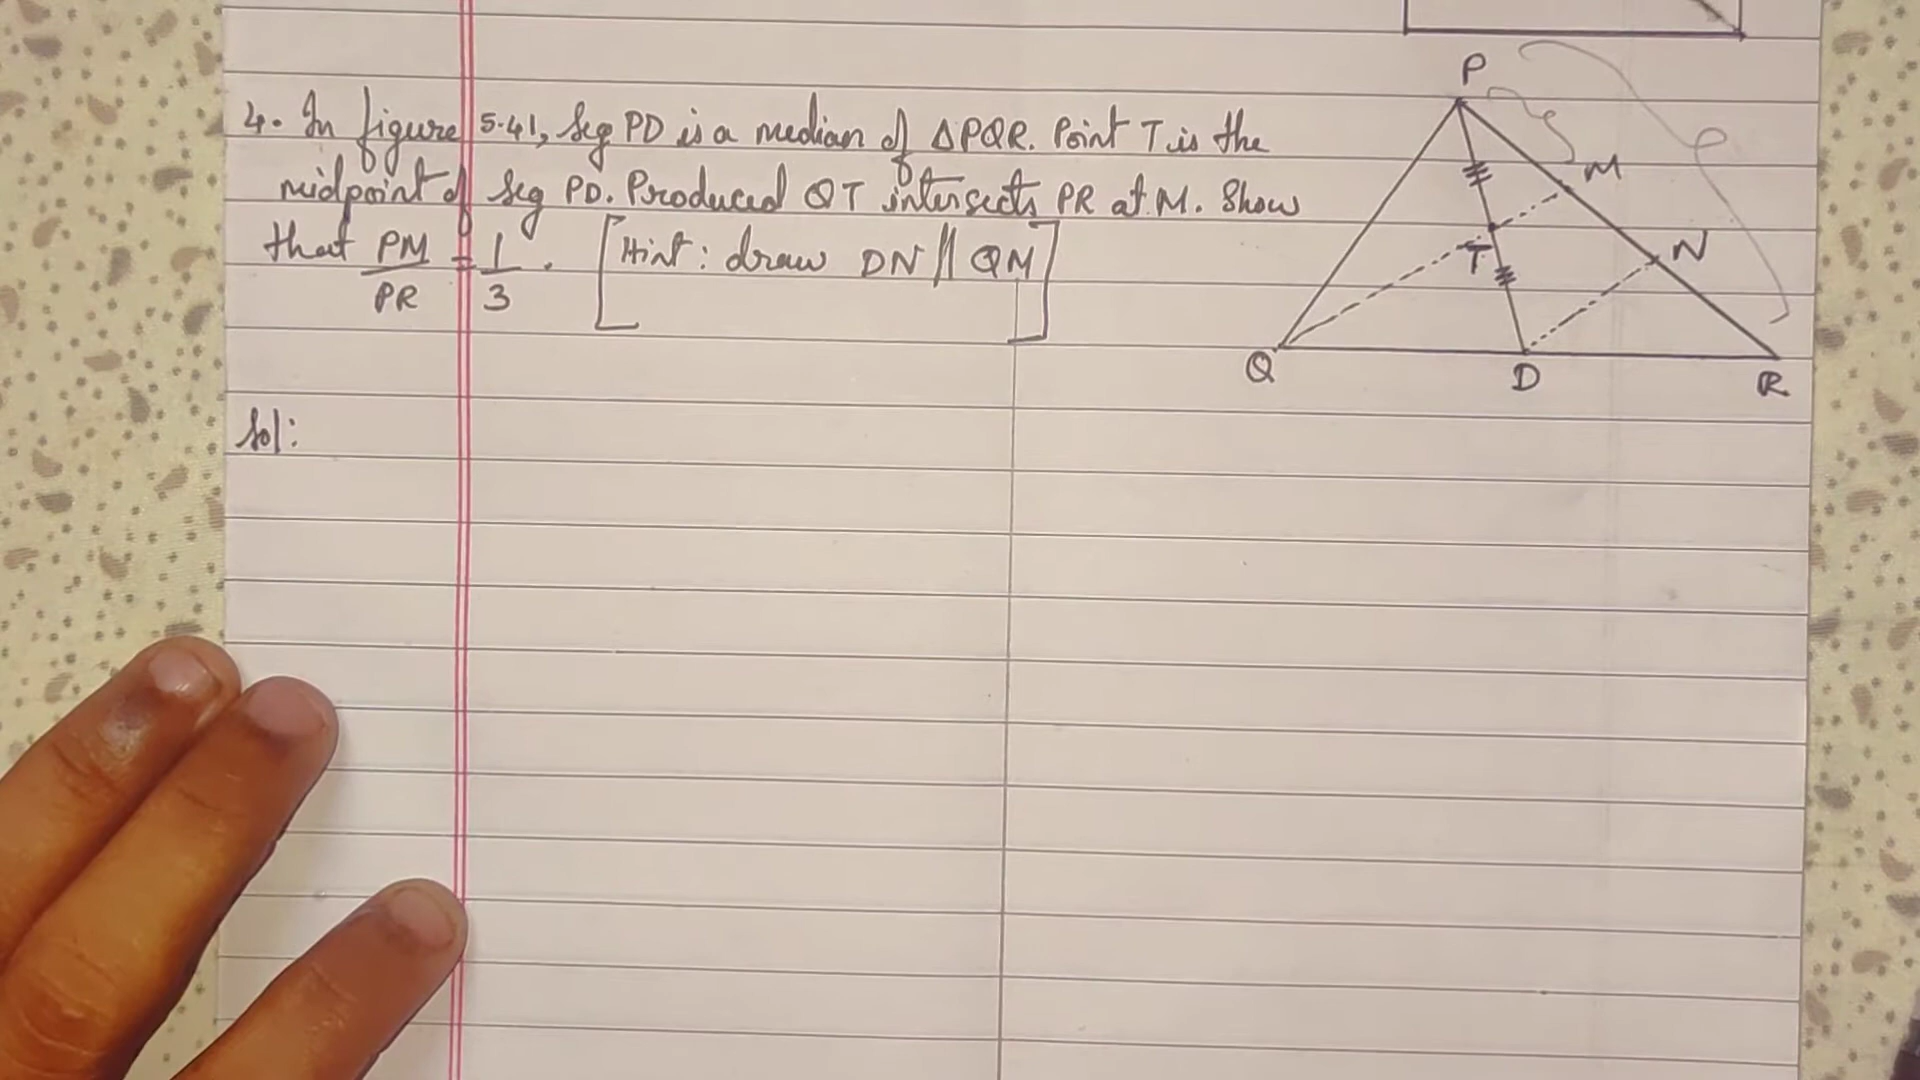 4. In figure 5.41, Seg PD is a median of △PQR. Point T is the
midpoint of Seg PD. Produced QT intersects PR at M. Show
that PM/PR = 1/3. [Hint: draw DN || QM]
P
M
T
N
Q
D
R
Sol: